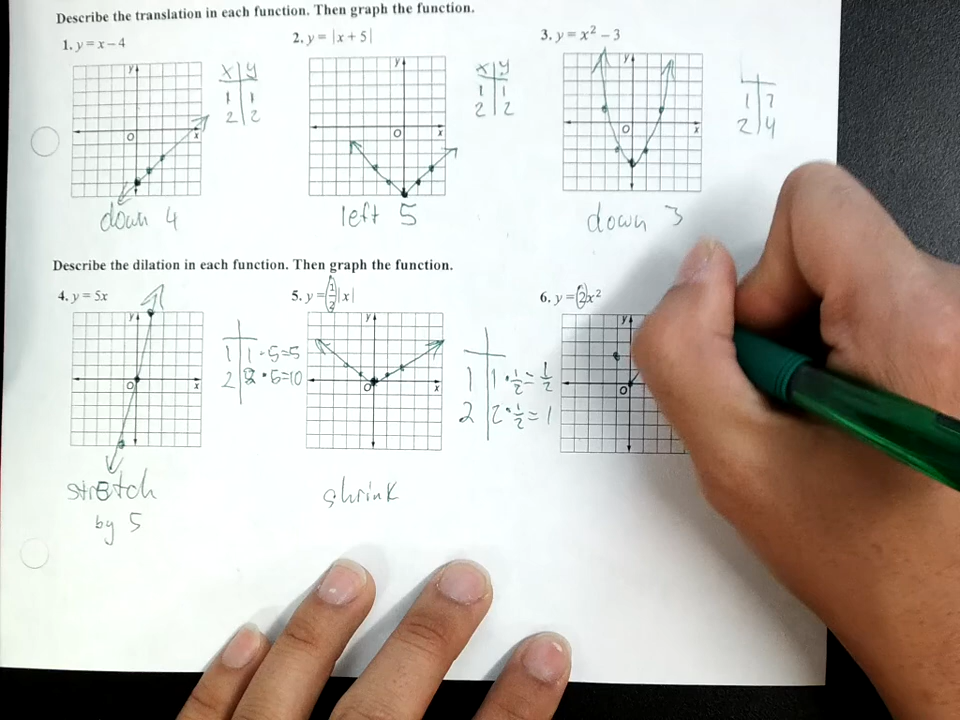 Describe the translation in each function. Then graph the function.
1. y = x − 4
2. y = |x + 5|
3. y = x² − 3
y
O
x
x y
1 1
2 2
y
O
x
x y
1 1
2 2
y
O
x
2 4
down 4
left 5
down 3
Describe the dilation in each function. Then graph the function.
4. y = 5x
5. y = 1/2 |x|
6. y = 2x²
y
O
x
1 1 · 5 = 5
2 2 · 5 = 10
y
O
x
1 1 · 1/2 = 1/2
2 2 · 1/2 = 1
y
O
stretch
by 5
shrink